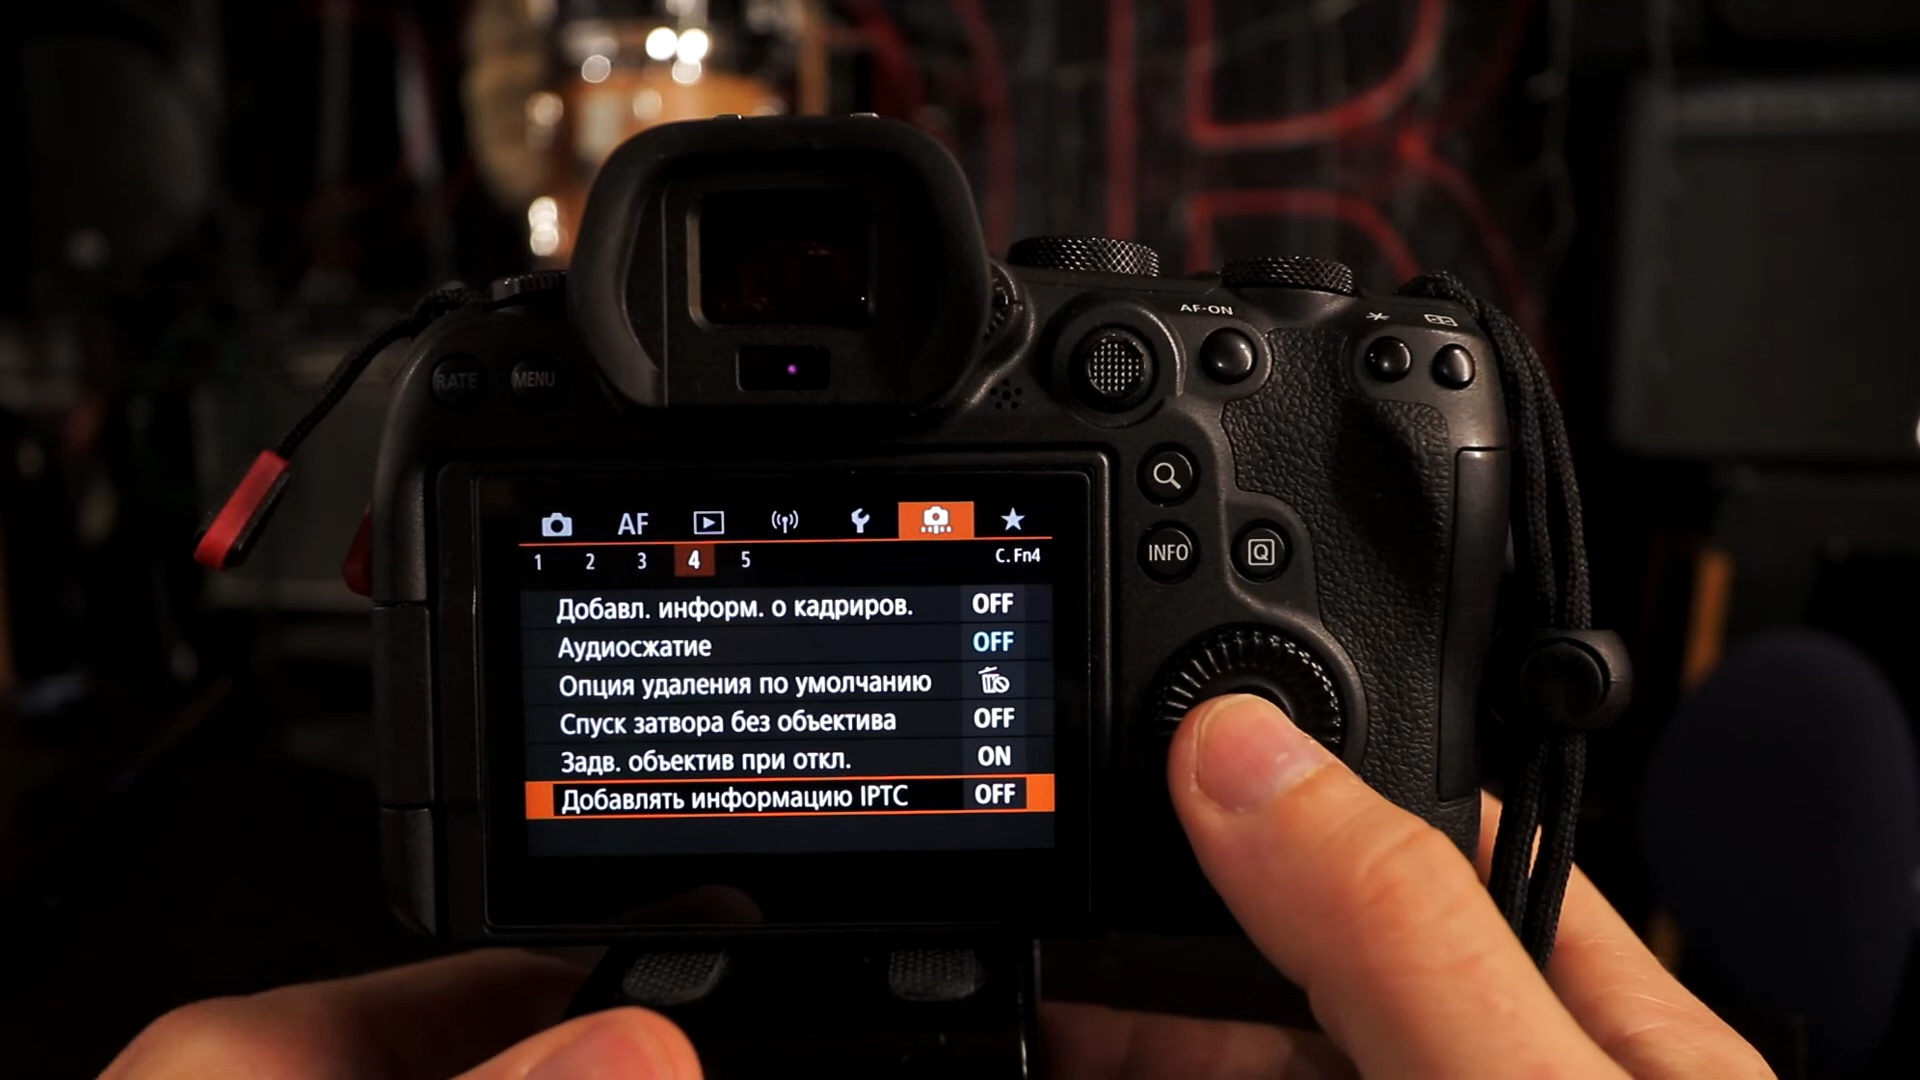 AF-ON
RATE
MENU
INFO
Q
AF
1 2 3 4 5 C.Fn4
Добавл. информ. о кадриров. OFF
Аудиосжатие OFF
Опция удаления по умолчанию
Спуск затвора без объектива OFF
Задв. объектив при откл. ON
Добавлять информацию IPTC OFF